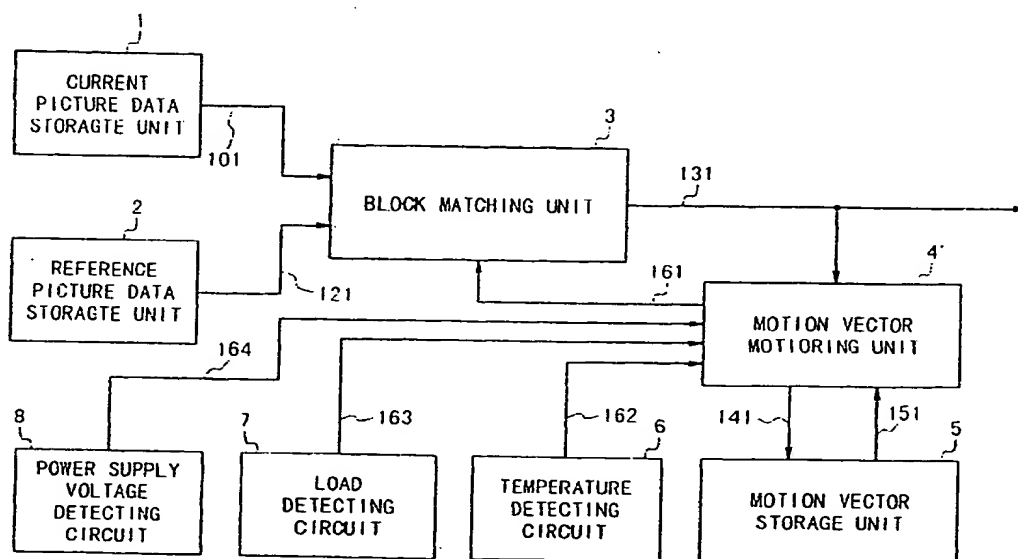 1
CURRENT
PICTURE DATA
STORAGTE UNIT
101
2
REFERENCE
PICTURE DATA
STORAGTE UNIT
121
3
BLOCK MATCHING UNIT
131
161
4
MOTION VECTOR
MOTIORING UNIT
164
163
162
141
151
8
POWER SUPPLY
VOLTAGE
DETECTING
CIRCUIT
7
LOAD
DETECTING
CIRCUIT
6
TEMPERATURE
DETECTING
CIRCUIT
5
MOTION VECTOR
STORAGE UNIT